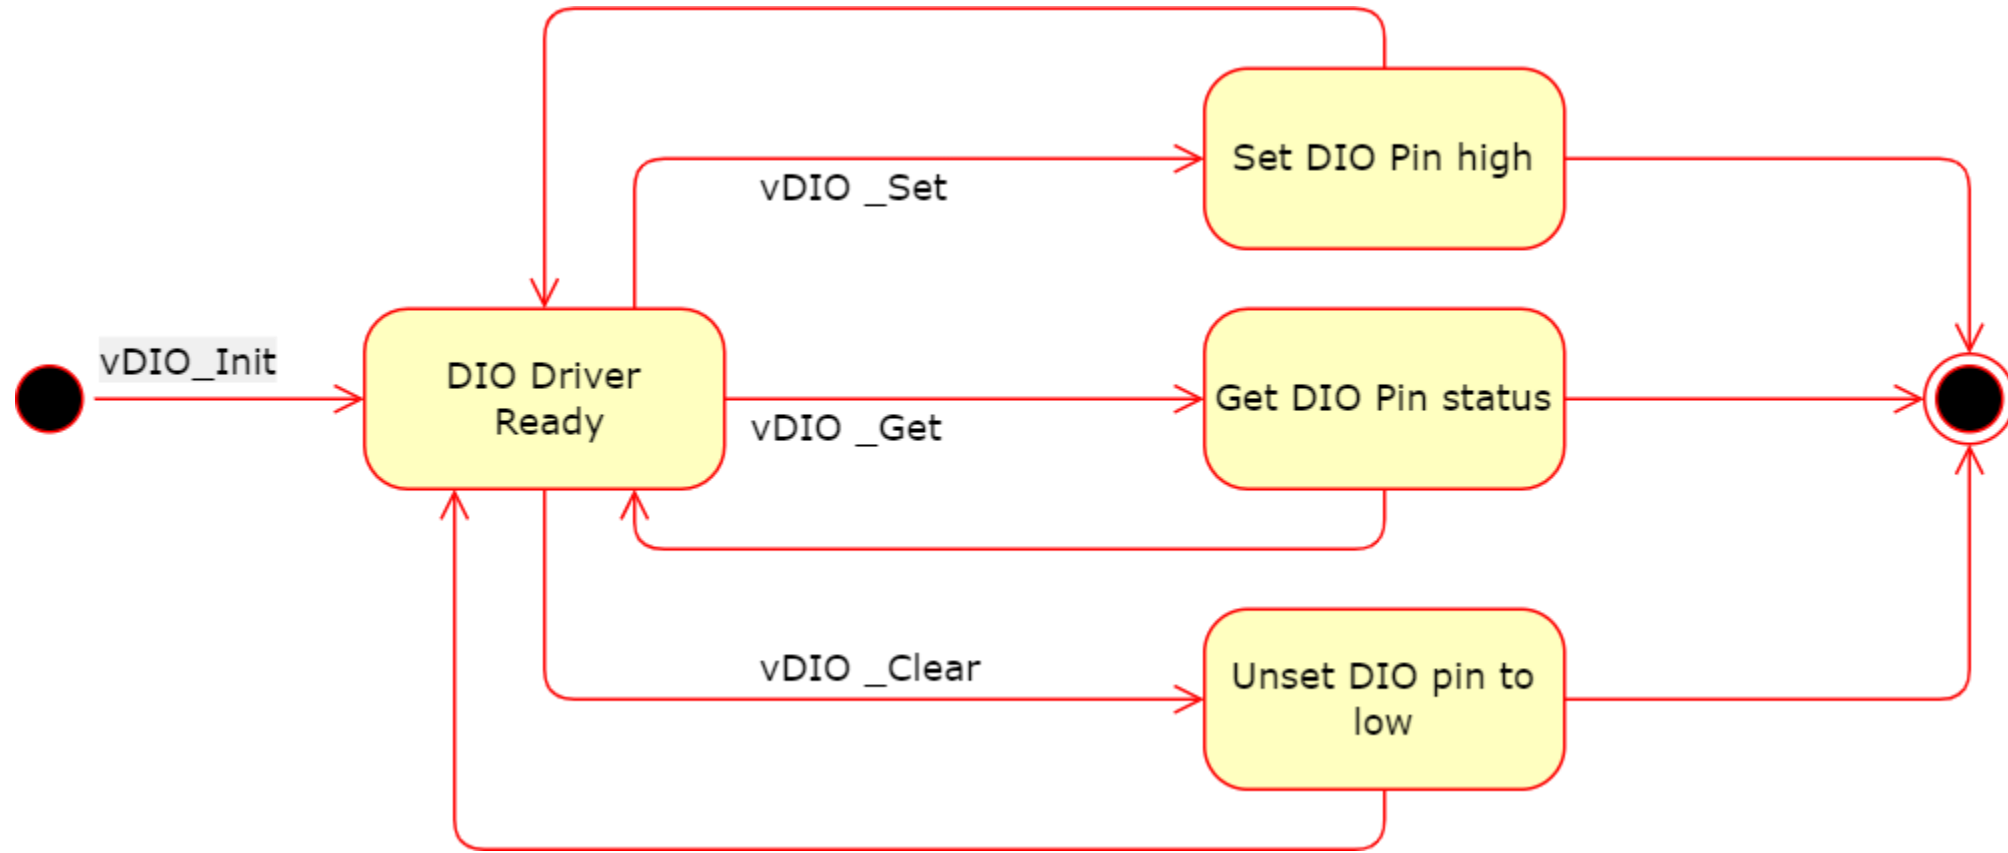 Set DIO Pin high
vDIO _Set
vDIO_Init
DIO Driver
Ready
Get DIO Pin status
vDIO _Get
vDIO _Clear
Unset DIO pin to
low